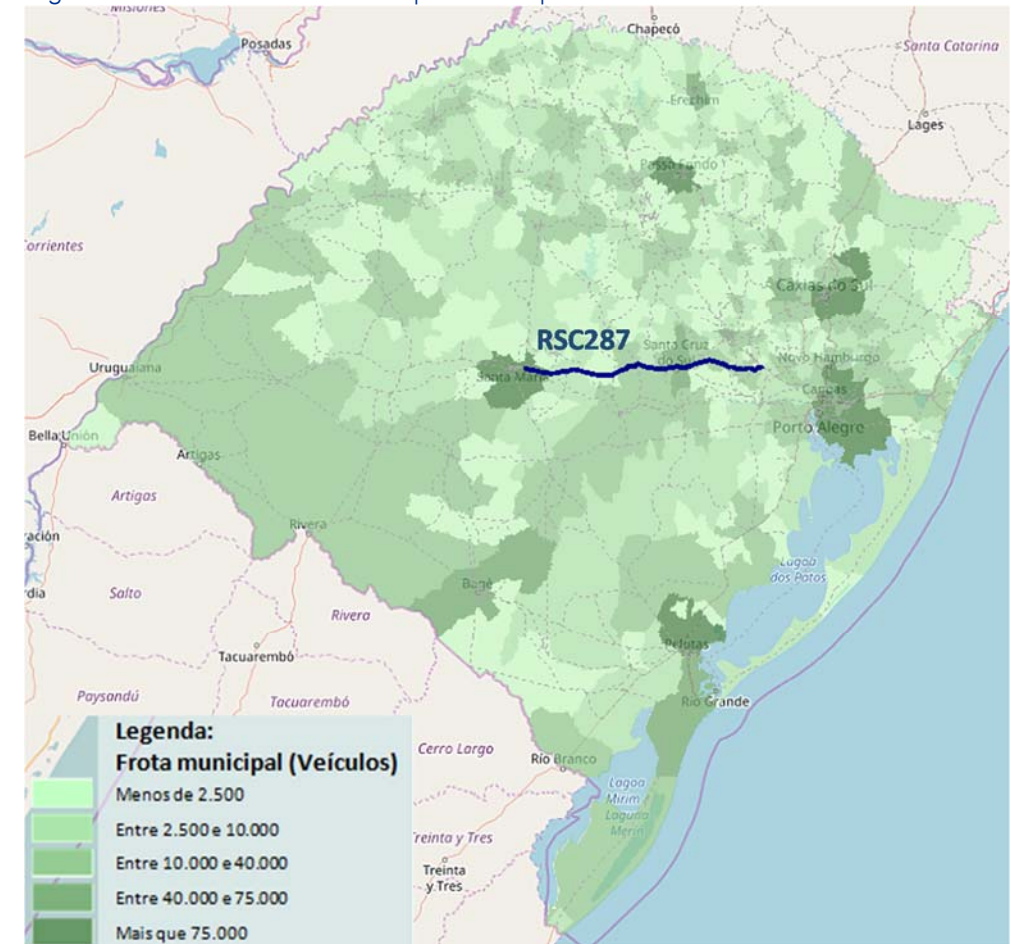 Misiones
Posadas
Chapecó
Santa Catarina
Erechim
Lages
Passo Fundo
Corrientes
Caxias do Sul
RSC287
Santa Cruz
do Sul
Novo Hamburgo
Uruguaiana
Santa Maria
Canoas
Porto Alegre
Bella Unión
Artigas
Artigas
Rivera
ación
Lagoa
dos Patos
Bagé
dia
Salto
Rivera
Pelotas
Tacuarembó
Paysandú
Tacuarembó
Rio Grande
Legenda:
Frota municipal (Veículos)
Cerro Largo
Río Branco
Menos de 2.500
Lagoa
Mirim /
Laguna
Merín
Entre 2.500 e 10.000
Treinta y Tres
Entre 10.000 e 40.000
Treinta
y Tres
Entre 40.000 e 75.000
Mais que 75.000